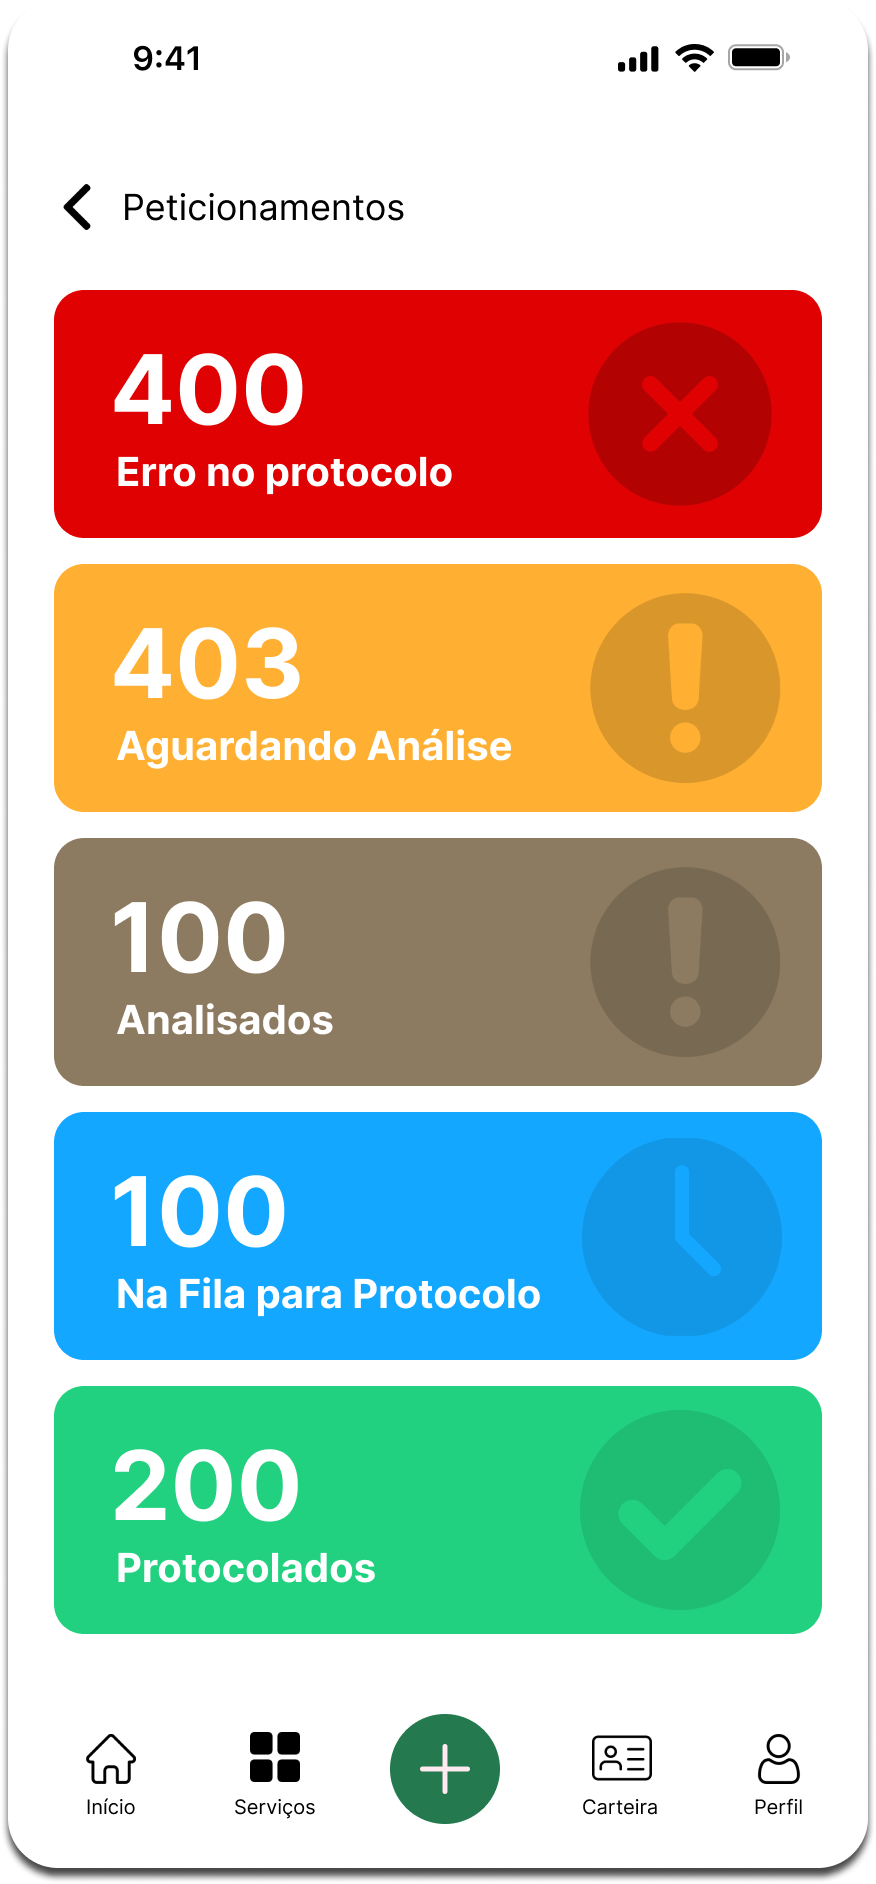 9:41
Peticionamentos
400
Erro no protocolo
403
Aguardando Análise
100
Analisados
100
Na Fila para Protocolo
200
Protocolados
Início
Serviços
Carteira
Perfil